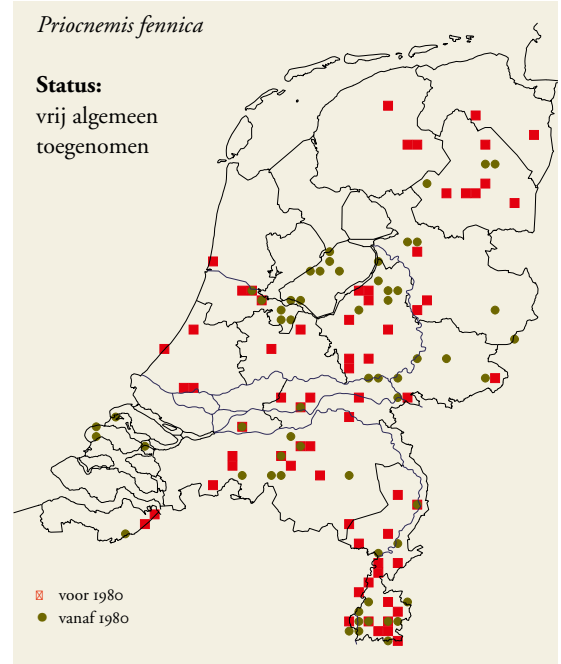 Priocnemis fennica
Status:
vrij algemeen
toegenomen
voor 1980
vanaf 1980